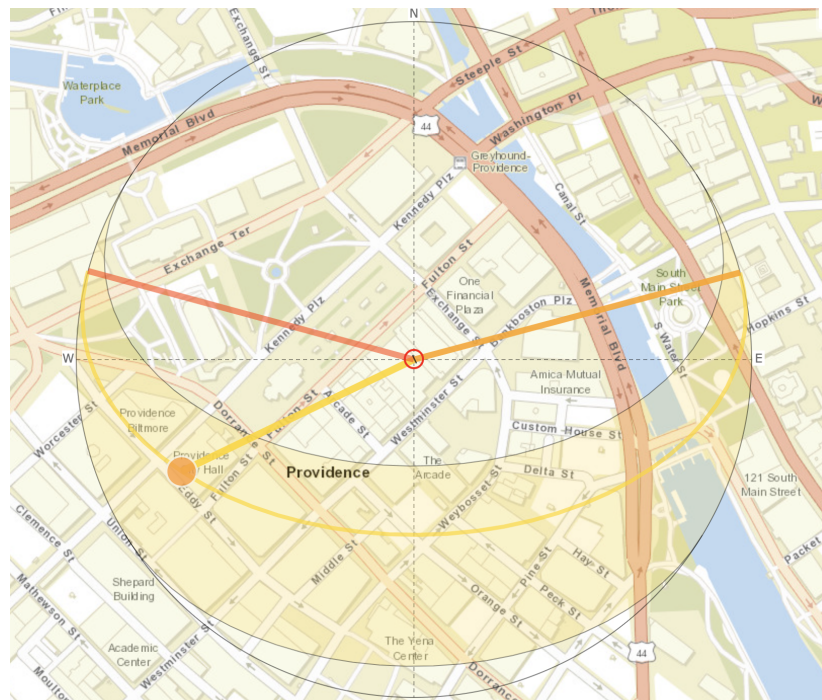 N
Exchange St
Steeple St
Waterplace
Park
Washington Pl
Memorial Blvd
44
Greyhound-
Providence
Kennedy Plz
Canal St
Exchange Ter
Fulton St
South
Main Street
Park
One
Financial
Plaza
Exchange St
Bankboston Plz
Memorial Blvd
Kennedy Plz
Hopkins St
S Water St
W
E
Amica-Mutual
Insurance
Arcade St
Westminster St
Dorrance St
Fulton St
Worcester St
Providence
Biltmore
Custom House St
Providence
Hall
Providence
The
Arcade
Delta St
Fulton St
Eddy St
Weybosset St
121 South
Main Street
Clemence St
Union St
Middle St
Pine St
Hay St
Packet
Mathewson St
Shepard
Building
Orange St
Peck St
Academic
Center
Westminster St
The Yena
Center
44
Dorrance